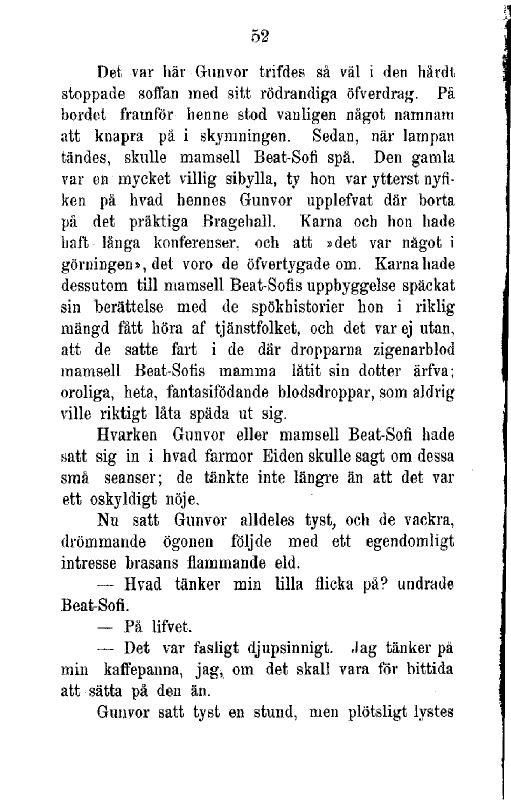 52
Det var här Gunvor trifdes så väl i den hårdt
stoppade soffan med sitt rödrandiga öfverdrag. På
bordet framför henne stod vanligen något namnam
att knapra på i skymningen. Sedan, när lampan
tändes, skulle mamsell Beat-Sofi spå. Den gamla
var en mycket villig sibylla, ty hon var ytterst nyfi-
ken på hvad hennes Gunvor upplefvat där borta
på det präktiga Bragehall. Karna och hon hade
haft långa konferenser, och att »det var något i
görningen», det voro de öfvertygade om. Karna hade
dessutom till mamsell Beat-Sofis uppbyggelse späckat
sin berättelse med de spökhistorier hon i riklig
mängd fått höra af tjänstfolket, och det var ej utan,
att de satte fart i de där dropparna zigenarblod
mamsell Beat-Sofis mamma låtit sin dotter ärfva;
oroliga, heta, fantasifödande blodsdroppar, som aldrig
ville riktigt låta späda ut sig.
Hvarken Gunvor eller mamsell Beat-Sofi hade
satt sig in i hvad farmor Eiden skulle sagt om dessa
små seanser; de tänkte inte längre än att det var
ett oskyldigt nöje.
Nu satt Gunvor alldeles tyst, och de vackra,
drömmande ögonen följde med ett egendomligt
intresse brasans flammande eld.
— Hvad tänker min lilla flicka på? undrade
Beat-Sofi.
— På lifvet.
— Det var fasligt djupsinnigt. Jag tänker på
min kaffepanna, jag, om det skall vara för bittida
att sätta på den än.
Gunvor satt tyst en stund, men plötsligt lystes